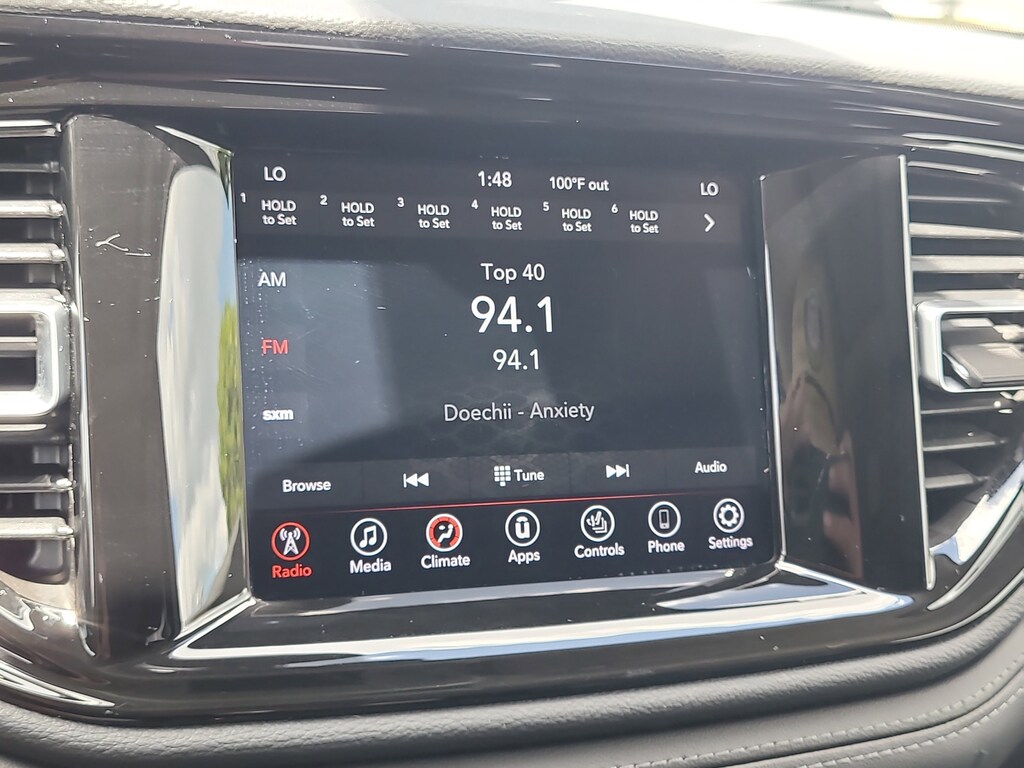 LO 1:48 100°F out LO
1 HOLD to Set 2 HOLD to Set 3 HOLD to Set 4 HOLD to Set 5 HOLD to Set 6 HOLD to Set
AM
Top 40
94.1
FM
94.1
sxm
Doechii - Anxiety
Browse Tune Audio
Radio Media Climate Apps Controls Phone Settings